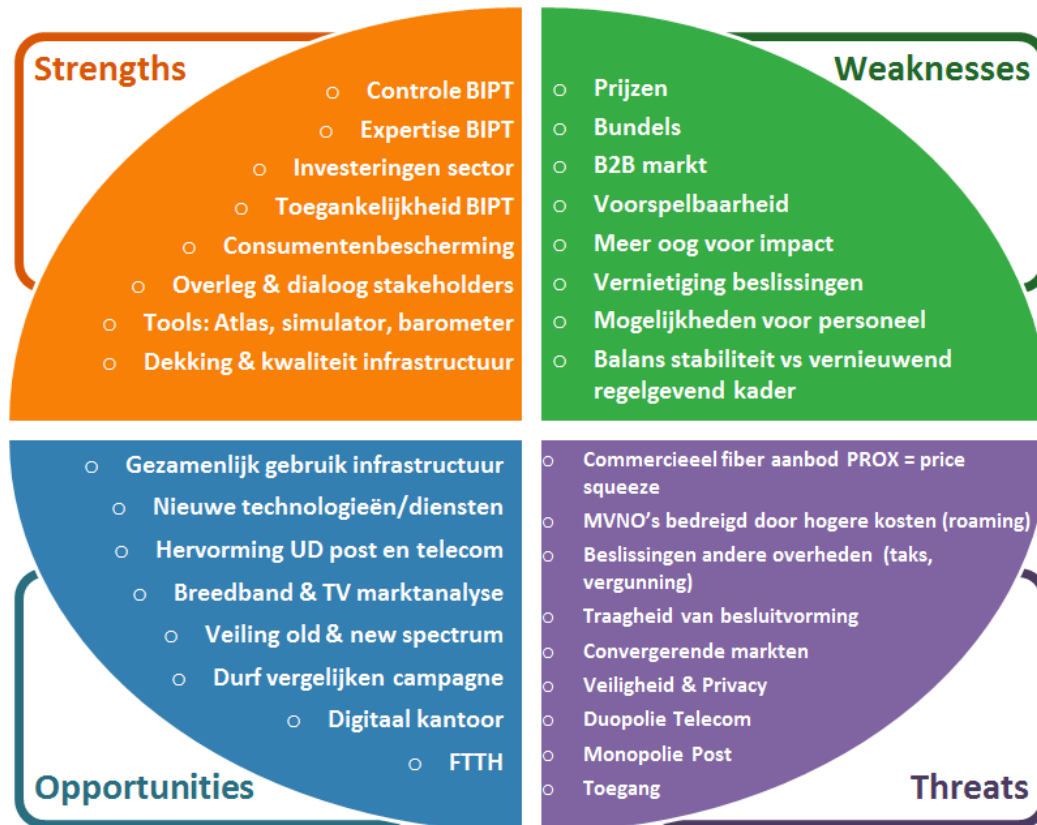 Strengths
○ Controle BIPT
○ Expertise BIPT
○ Investeringen sector
○ Toegankelijkheid BIPT
○ Consumentenbescherming
○ Overleg & dialoog stakeholders
○ Tools: Atlas, simulator, barometer
○ Dekking & kwaliteit infrastructuur
Weaknesses
○ Prijzen
○ Bundels
○ B2B markt
○ Voorspelbaarheid
○ Meer oog voor impact
○ Vernietiging beslissingen
○ Mogelijkheden voor personeel
○ Balans stabiliteit vs vernieuwend
regelgevend kader
○ Gezamenlijk gebruik infrastructuur
○ Nieuwe technologieën/diensten
○ Hervorming UD post en telecom
○ Breedband & TV marktanalyse
○ Veiling old & new spectrum
○ Durf vergelijken campagne
○ Digitaal kantoor
○ FTTH
Opportunities
○ Commercieeel fiber aanbod PROX = price
squeeze
○ MVNO's bedreigd door hogere kosten (roaming)
○ Beslissingen andere overheden (taks,
vergunning)
○ Traagheid van besluitvorming
○ Convergerende markten
○ Veiligheid & Privacy
○ Duopolie Telecom
○ Monopolie Post
○ Toegang
Threats